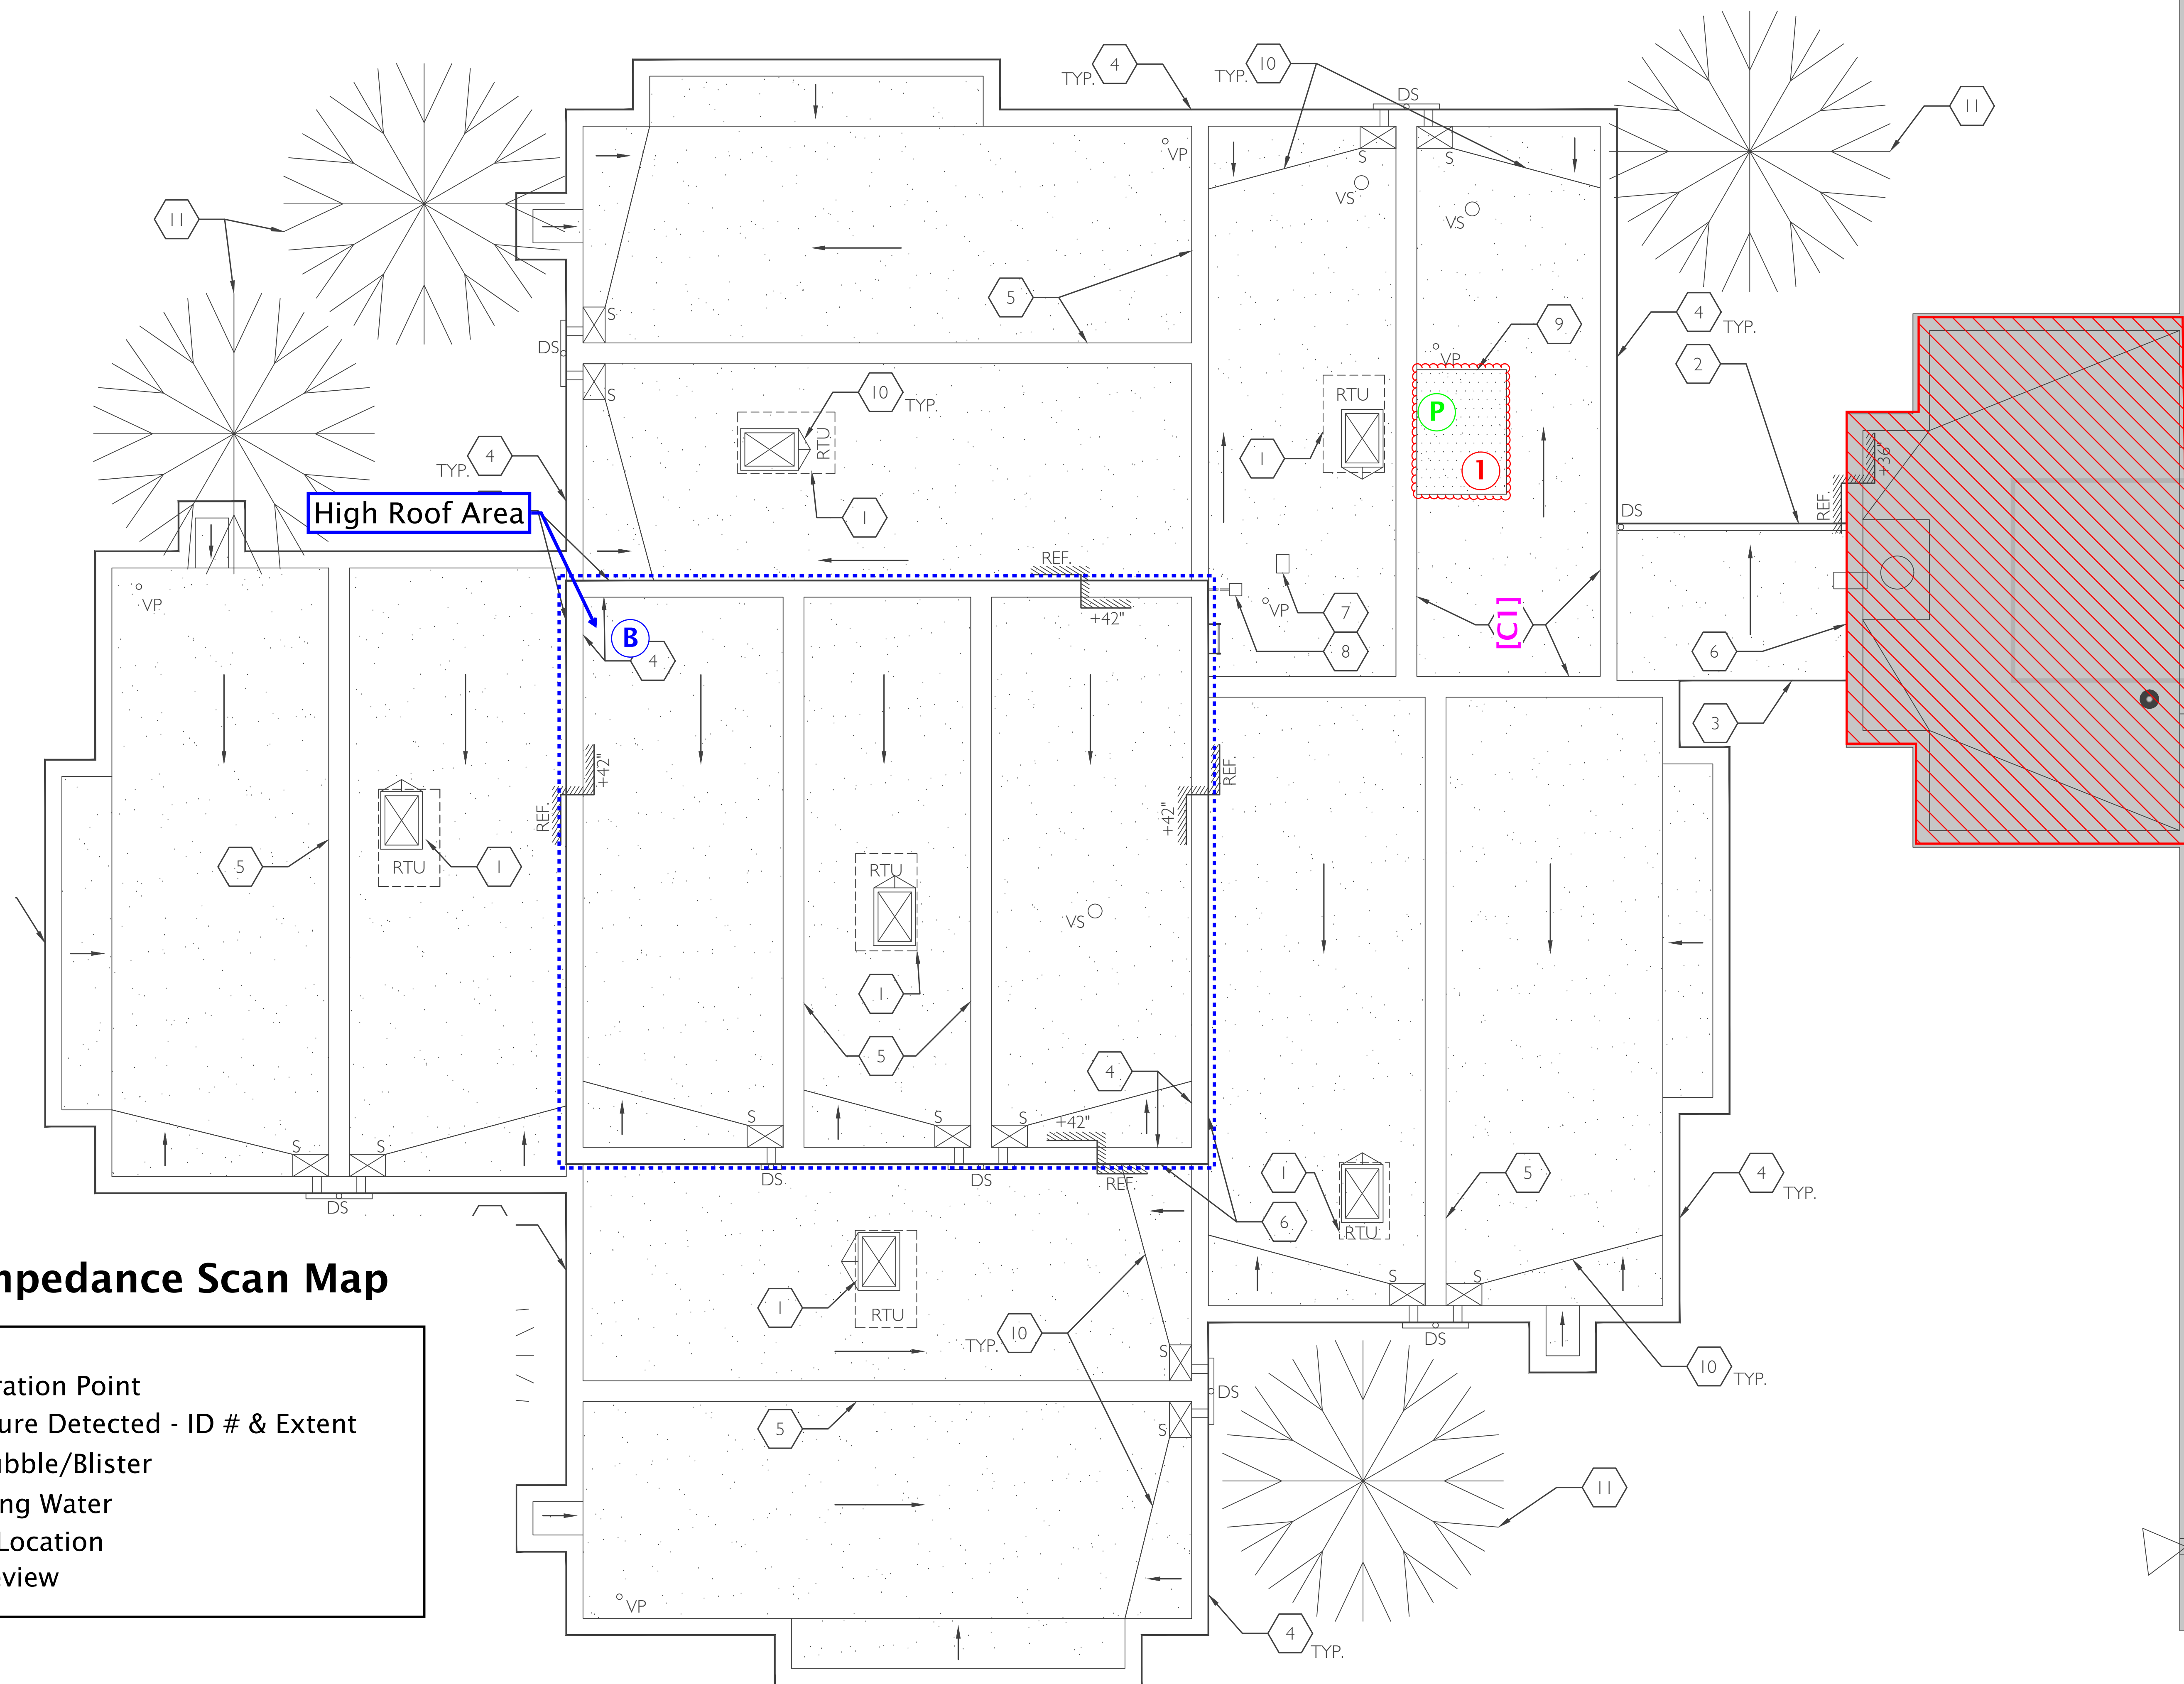 4
TYP.
10
TYP.
DS
11
11
VP
S
S
VS
VS
5
9
4
TYP.
2
S
DS
S
VP
RTU
10
TYP.
RTU
P
1
1
4
TYP.
1
+36"
REF.
DS
High Roof Area
REF.
+42"
VP
VP
7
8
[C1]
6
B
4
3
+42"
REF.
REF.
+42"
5
RTU
1
RTU
VS
1
5
4
+42"
S
S
S
S
S
DS
DS
DS
REF.
1
RTU
5
4
TYP.
6
S
S
DS
1
RTU
10
TYP.
S
DS
S
10
TYP.
5
11
VP
4
TYP.
mpedance Scan Map
ration Point
ure Detected - ID # & Extent
ubble/Blister
ng Water
Location
view